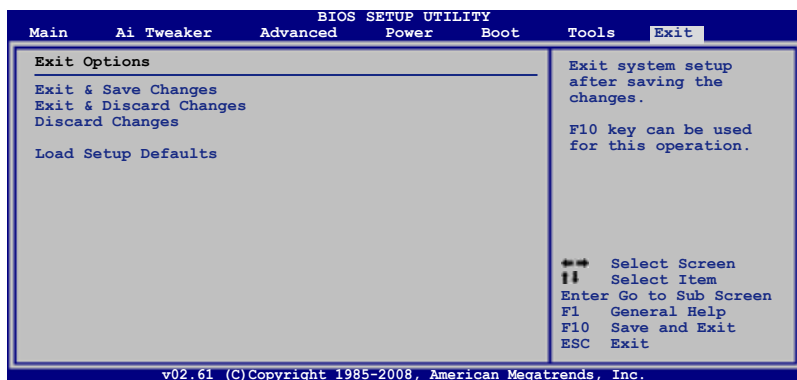 BIOS SETUP UTILITY
Main Ai Tweaker Advanced Power Boot Tools Exit
Exit Options
Exit & Save Changes
Exit & Discard Changes
Discard Changes
Load Setup Defaults
Exit system setup
after saving the
changes.
F10 key can be used
for this operation.
Select Screen
Select Item
Enter Go to Sub Screen
F1 General Help
F10 Save and Exit
ESC Exit
v02.61 (C)Copyright 1985-2008, American Megatrends, Inc.